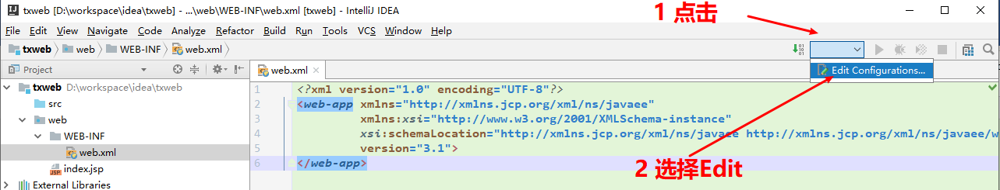 txweb [D:\workspace\idea\txweb] - ...\web\WEB-INF\web.xml [txweb] - IntelliJ IDEA
1 点击
File Edit View Navigate Code Analyze Refactor Build Run Tools VCS Window Help
txweb web WEB-INF web.xml
Project
web.xml
Edit Configurations...
txweb D:\workspace\idea\txweb
src
web
WEB-INF
web.xml
index.jsp
External Libraries
1 <?xml version="1.0" encoding="UTF-8"?>
2 <web-app xmlns="http://xmlns.jcp.org/xml/ns/javaee"
3 xmlns:xsi="http://www.w3.org/2001/XMLSchema-instance"
4 xsi:schemaLocation="http://xmlns.jcp.org/xml/ns/javaee http://xmlns.jcp.org/xml/ns/javaee/w
5 version="3.1">
6 </web-app>
2 选择Edit